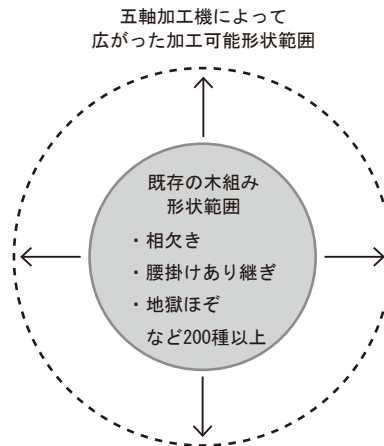 五軸加工機によって
広がった加工可能形状範囲
既存の木組み
形状範囲
・相欠き
・腰掛けあり継ぎ
・地獄ほぞ
など200種以上